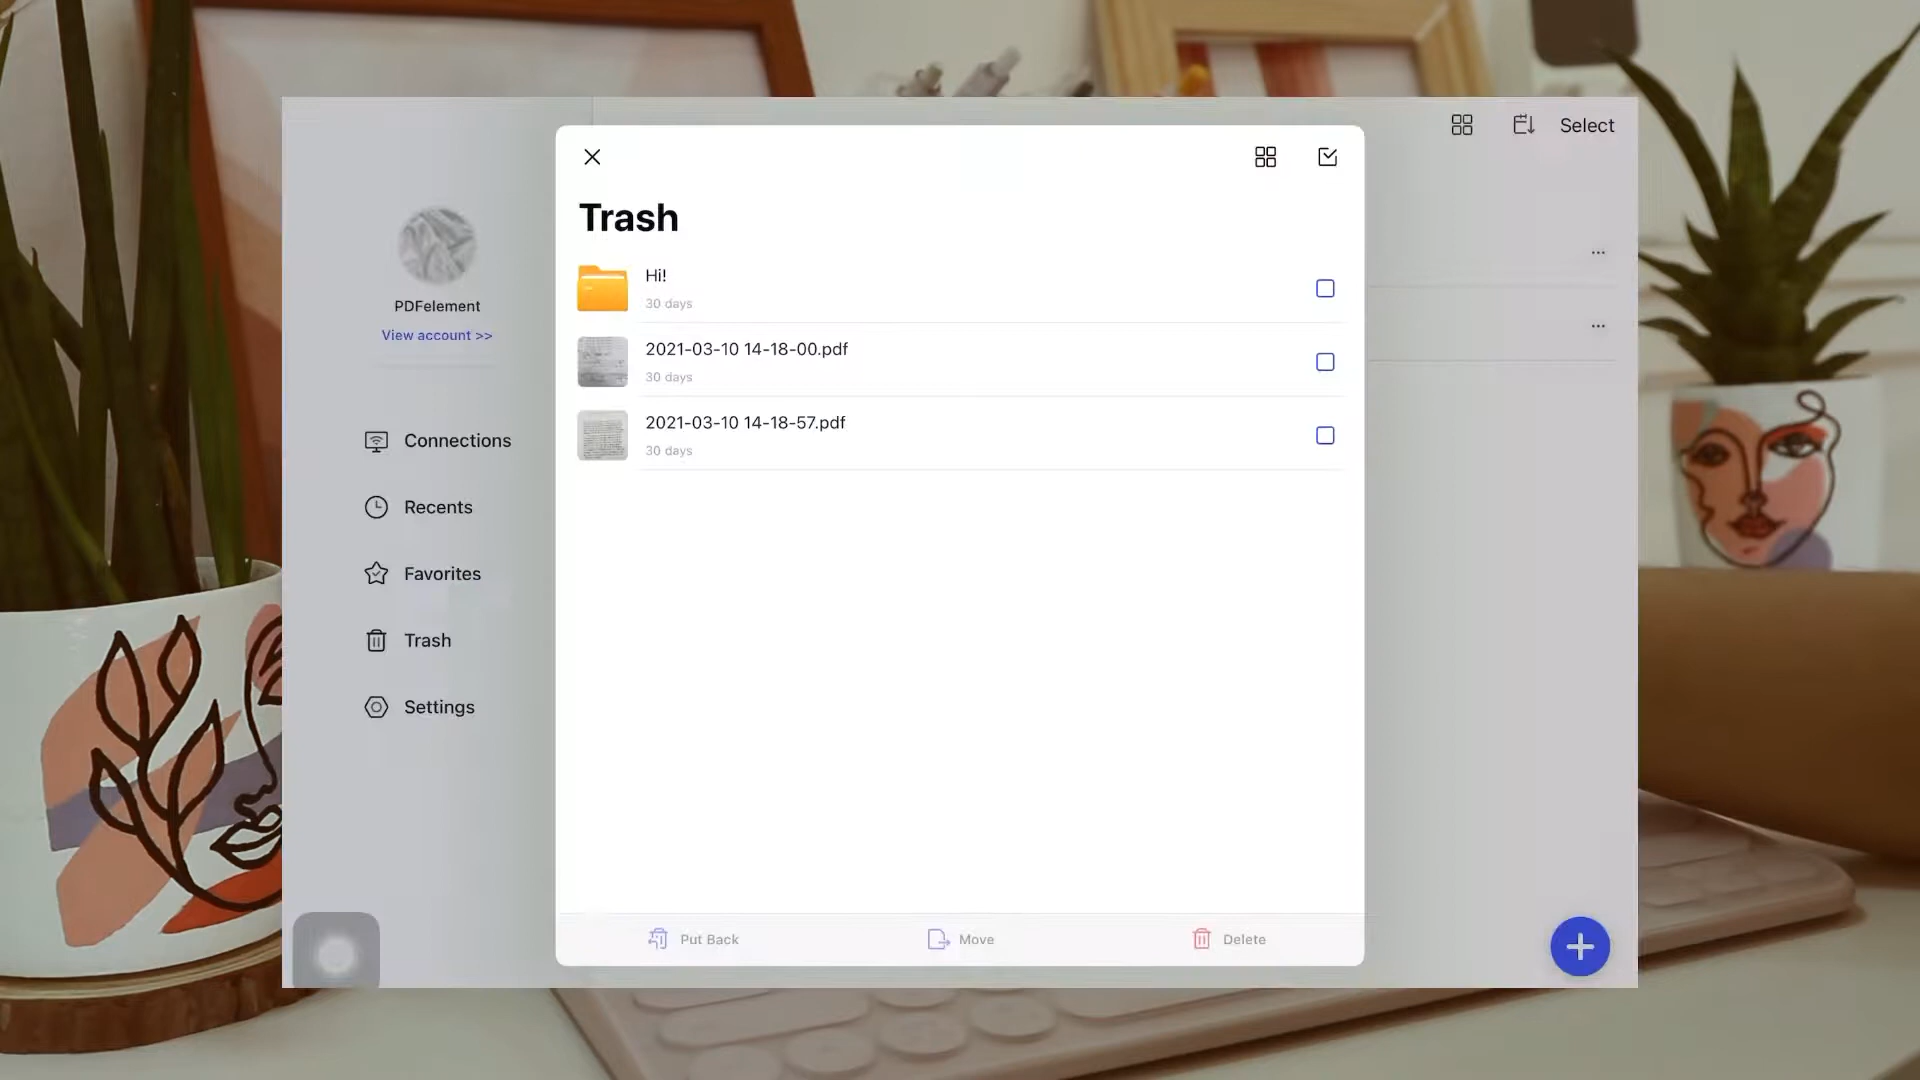 Select
Trash
Hi!
30 days
2021-03-10 14-18-00.pdf
30 days
2021-03-10 14-18-57.pdf
30 days
PDFelement
View account >>
Connections
Recents
Favorites
Trash
Settings
Put Back
Move
Delete